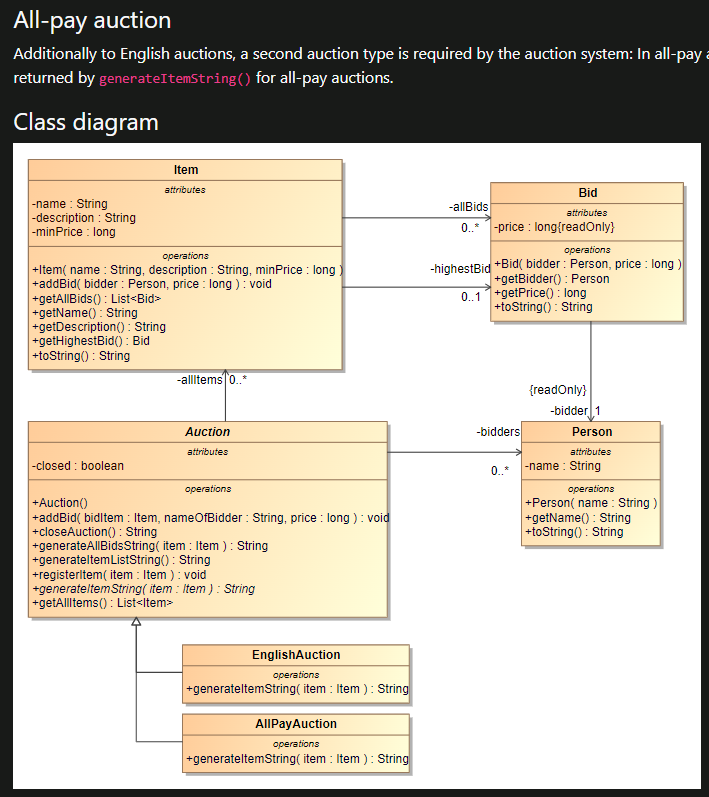 All-pay auction
Additionally to English auctions, a second auction type is required by the auction system: In all-pay
returned by generateItemString() for all-pay auctions.
Class diagram
Item
attributes
-name : String
-description : String
-minPrice : long
operations
+Item( name : String, description : String, minPrice : long )
+addBid( bidder : Person, price : long ) : void
+getAllBids() : List<Bid>
+getName() : String
+getDescription() : String
+getHighestBid() : Bid
+toString() : String
-allBids
0..*
-highestBid
0..1
Bid
attributes
-price : long{readOnly}
operations
+Bid( bidder : Person, price : long )
+getBidder() : Person
+getPrice() : long
+toString() : String
-allItems 0..*
{readOnly}
-bidder 1
Auction
attributes
-closed : boolean
operations
+Auction()
+addBid( bidItem : Item, nameOfBidder : String, price : long ) : void
+closeAuction() : String
+generateAllBidsString( item : Item ) : String
+generateItemListString() : String
+registerItem( item : Item ) : void
+generateItemString( item : Item ) : String
+getAllItems() : List<Item>
-bidders
0..*
Person
attributes
-name : String
operations
+Person( name : String )
+getName() : String
+toString() : String
EnglishAuction
operations
+generateItemString( item : Item ) : String
AllPayAuction
operations
+generateItemString( item : Item ) : String